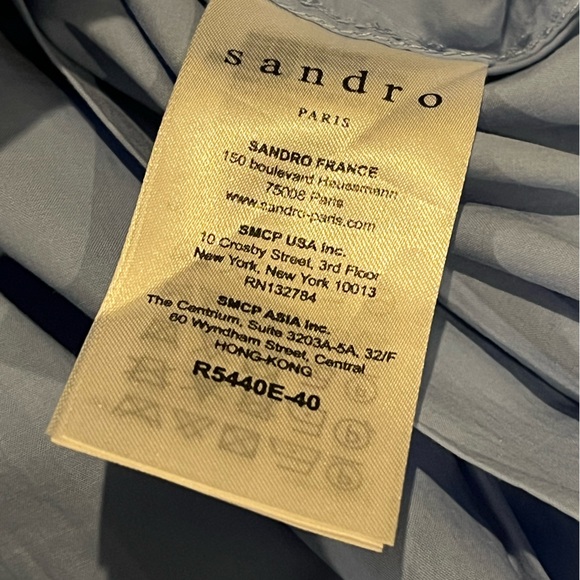 sandro
PARIS
SANDRO FRANCE
150 boulevard Haussmann
75008 Paris
www.sandro-paris.com
SMCP USA Inc.
10 Crosby Street, 3rd Floor
New York, New York 10013
RN132784
SMCP ASIA Inc.
The Centrium, Suite 3203A-5A, 32/F
60 Wyndham Street, Central
HONG-KONG
R5440E-40